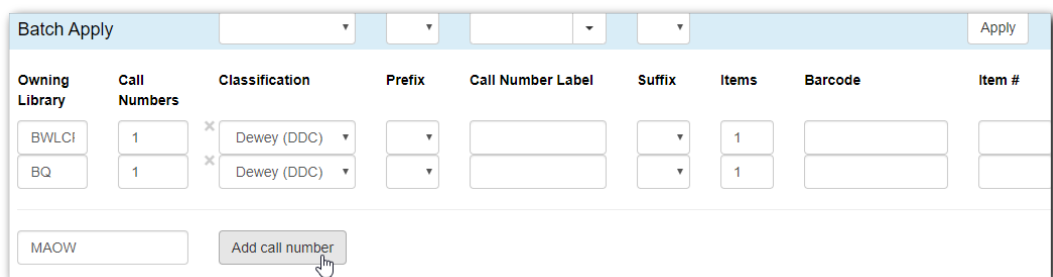 Batch Apply Apply
Owning Library Call Numbers Classification Prefix Call Number Label Suffix Items Barcode Item #
1 Dewey (DDC) 1
BQ 1 Dewey (DDC) 1
MAOW Add call number